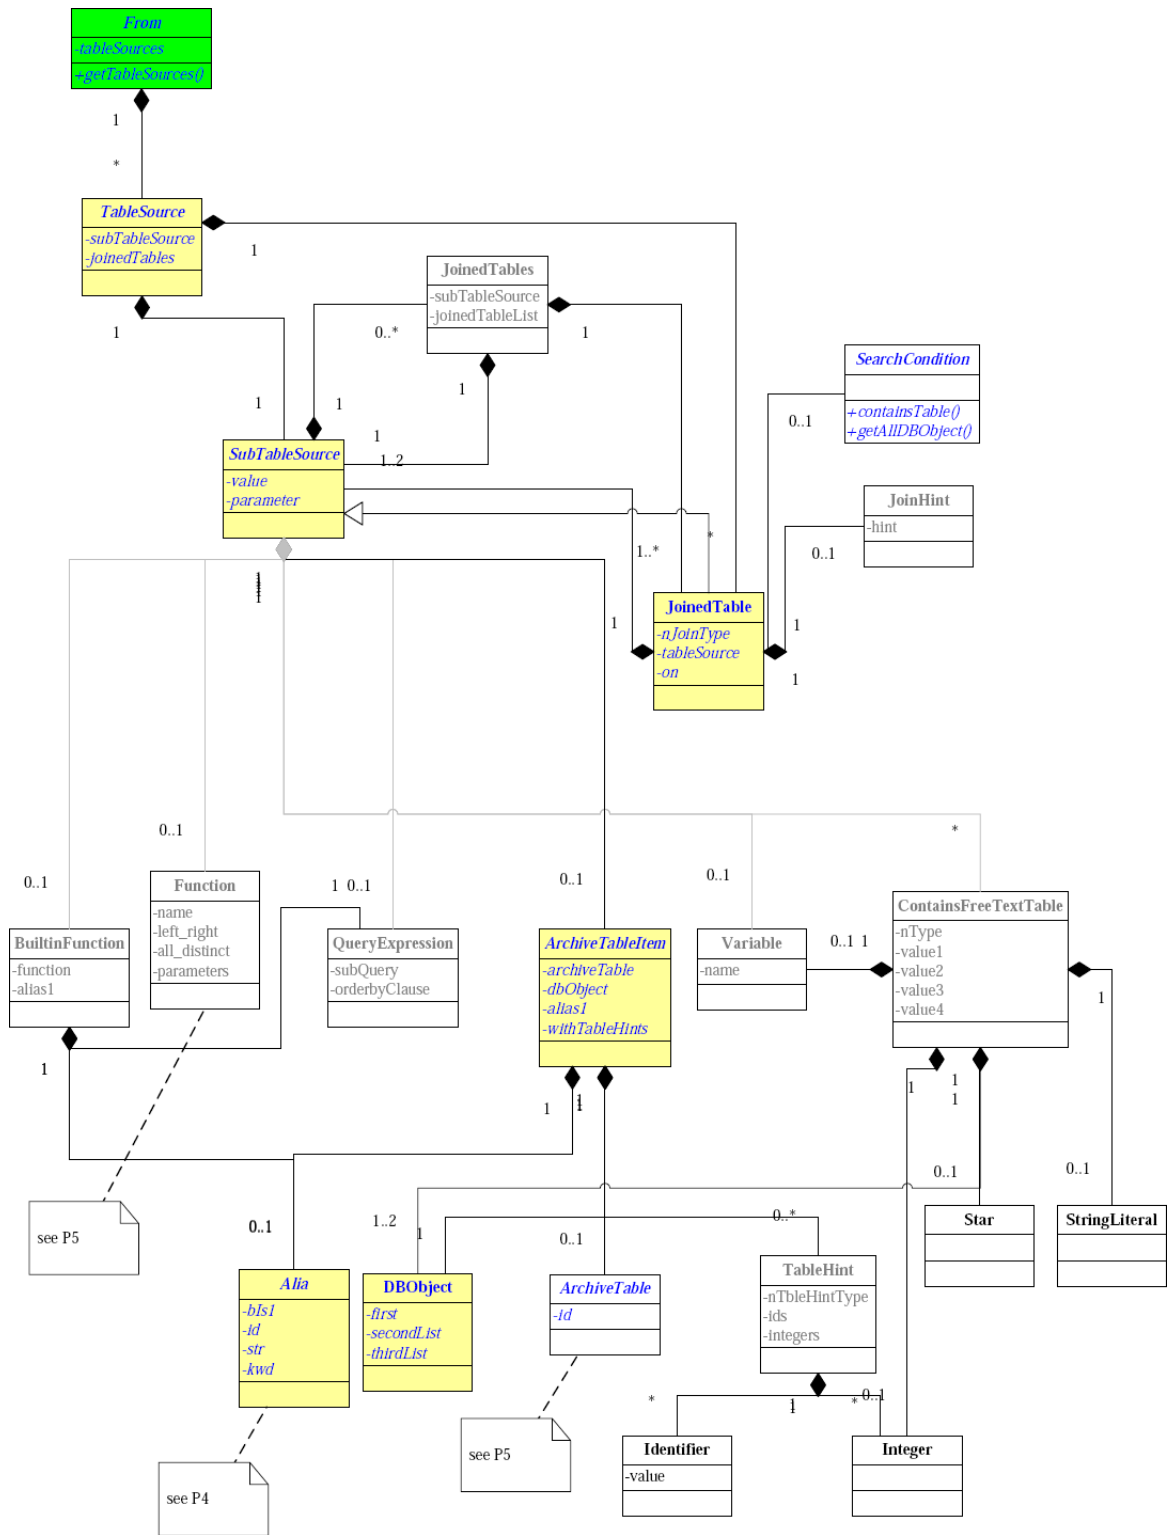 From
-tableSources
+getTableSources()
1
*
TableSource
-subTableSource
-joinedTables
1
1
JoinedTables
-subTableSource
-joinedTableList
0..*
1
1
1
1
1
1..2
SearchCondition
+containsTable()
+getAllDBObject()
0..1
SubTableSource
-value
-parameter
JoinHint
-hint
0..1
*
1..*
1
JoinedTable
-nJoinType
-tableSource
-on
1
1
1
0..1
*
0..1
0..1
1 0..1
0..1
Function
-name
-left_right
-all_distinct
-parameters
BuiltinFunction
-function
-alias1
QueryExpression
-subQuery
-orderbyClause
ArchiveTableItem
-archiveTable
-dbObject
-alias1
-withTableHints
Variable
-name
0..1 1
ContainsFreeTextTable
-nType
-value1
-value2
-value3
-value4
1
1
1
1
1
1
1
0..1
0..1
see P5
0..1
1..2
1
0..1
0..*
Star
StringLiteral
Alia
-bIs1
-id
-str
-kwd
DBObject
-first
-secondList
-thirdList
ArchiveTable
-id
TableHint
-nTbleHintType
-ids
-integers
*
1
*
0..1
see P4
see P5
Identifier
-value
Integer